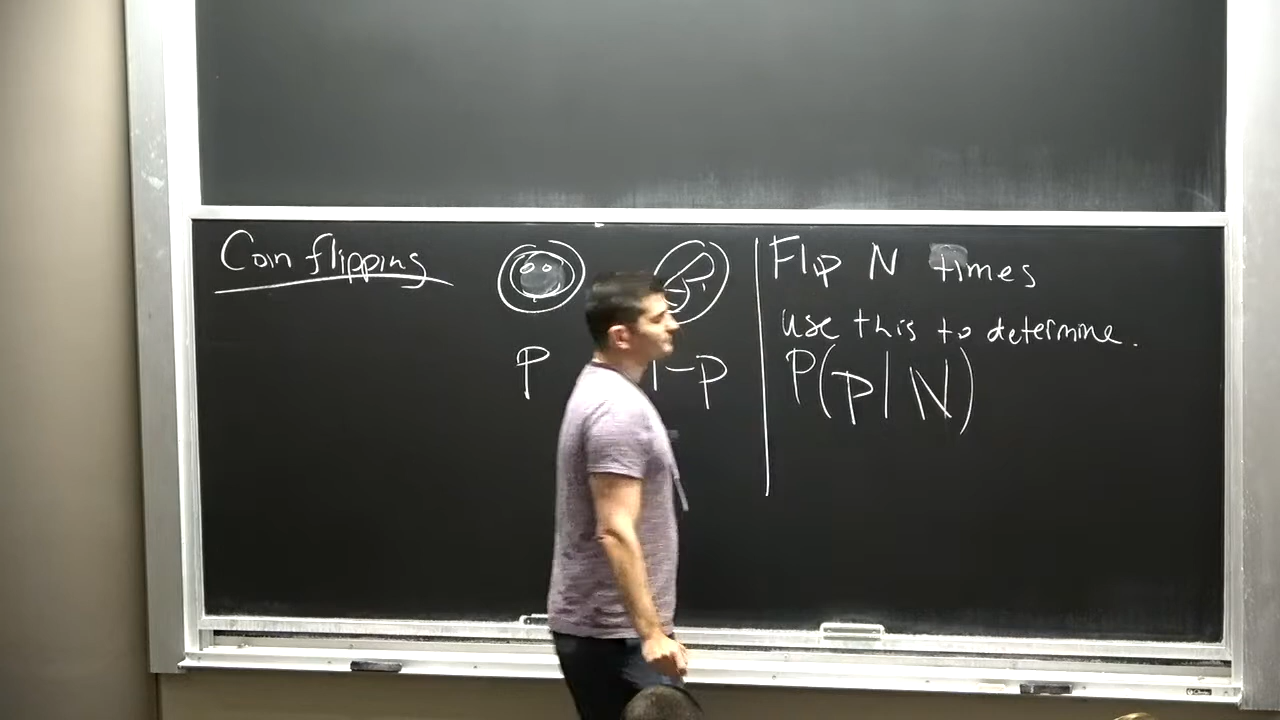 Coin flipping
P 1-P
Flip N times
use this to determine.
P(P|N)